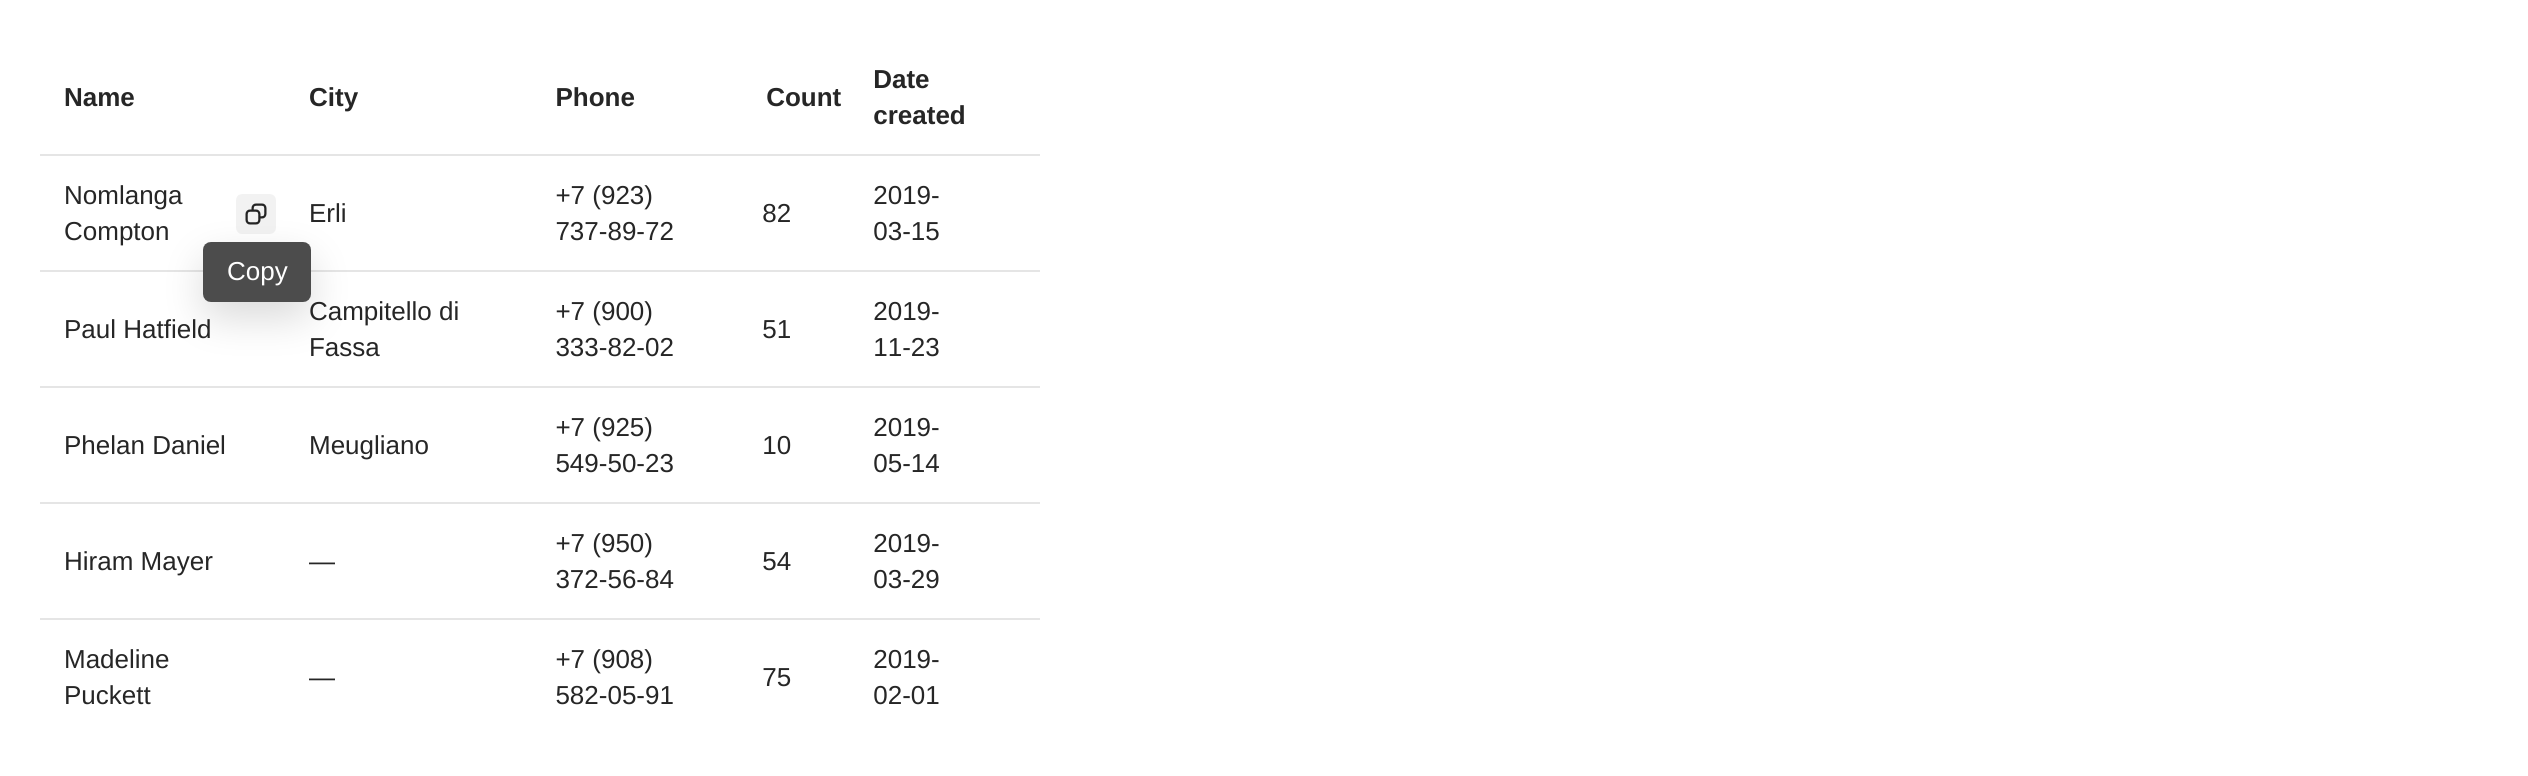 Name City Phone Count Date created
Nomlanga Compton Erli +7 (923) 737-89-72 82 2019-03-15
Copy
Paul Hatfield Campitello di Fassa +7 (900) 333-82-02 51 2019-11-23
Phelan Daniel Meugliano +7 (925) 549-50-23 10 2019-05-14
Hiram Mayer — +7 (950) 372-56-84 54 2019-03-29
Madeline Puckett — +7 (908) 582-05-91 75 2019-02-01